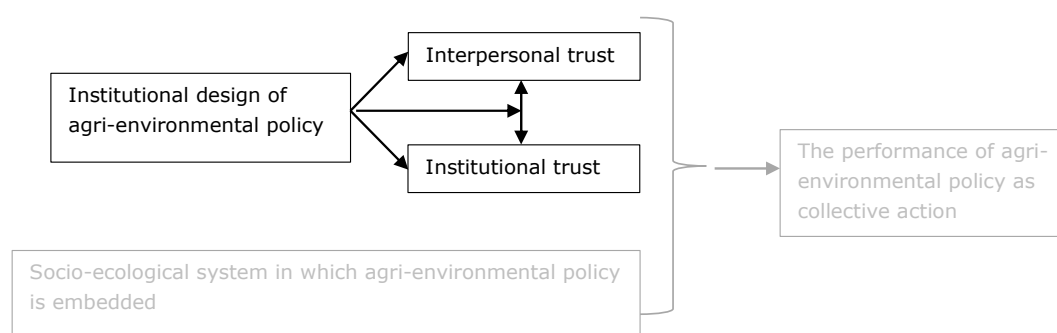 Interpersonal trust
Institutional design of
agri-environmental policy
Institutional trust
The performance of agri-
environmental policy as
collective action
Socio-ecological system in which agri-environmental policy
is embedded